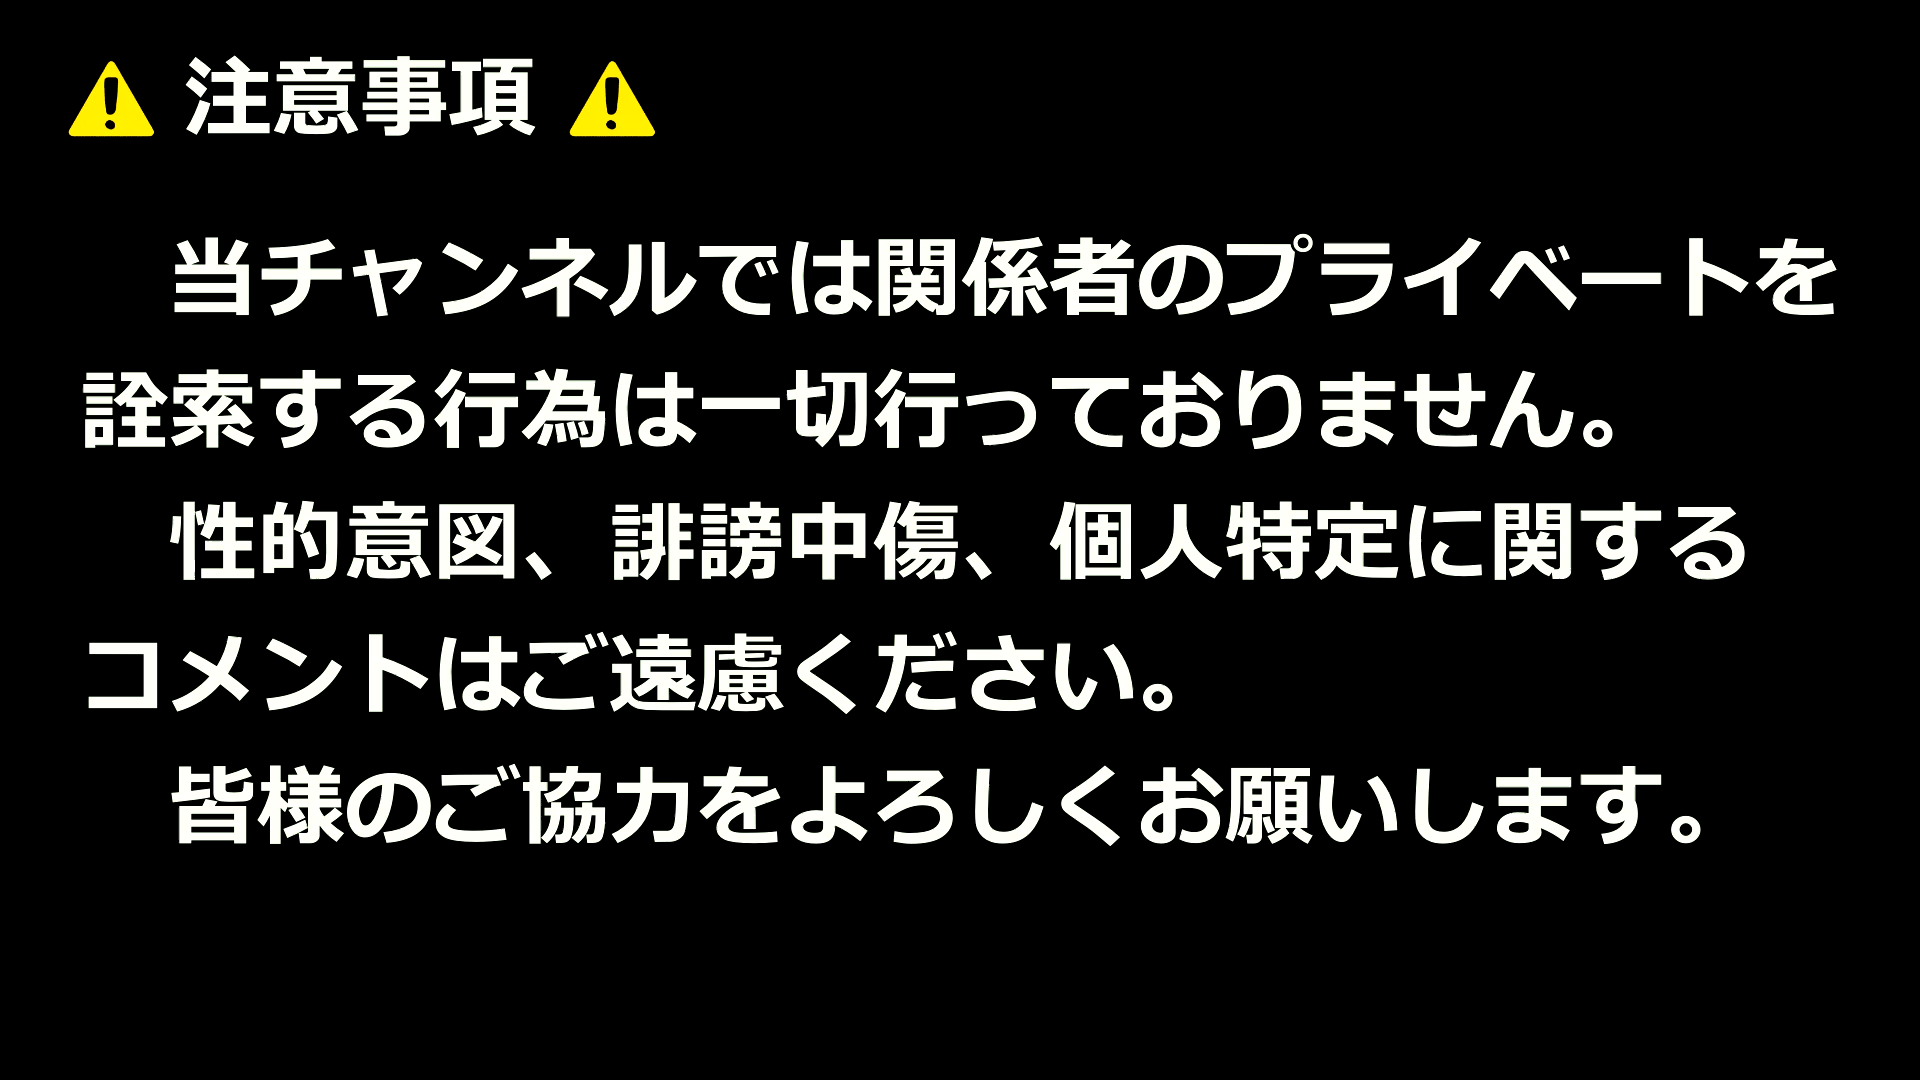 ⚠ 注意事項 ⚠
　当チャンネルでは関係者のプライベートを
詮索する行為は一切行っておりません。
　性的意図、誹謗中傷、個人特定に関する
コメントはご遠慮ください。
　皆様のご協力をよろしくお願いします。